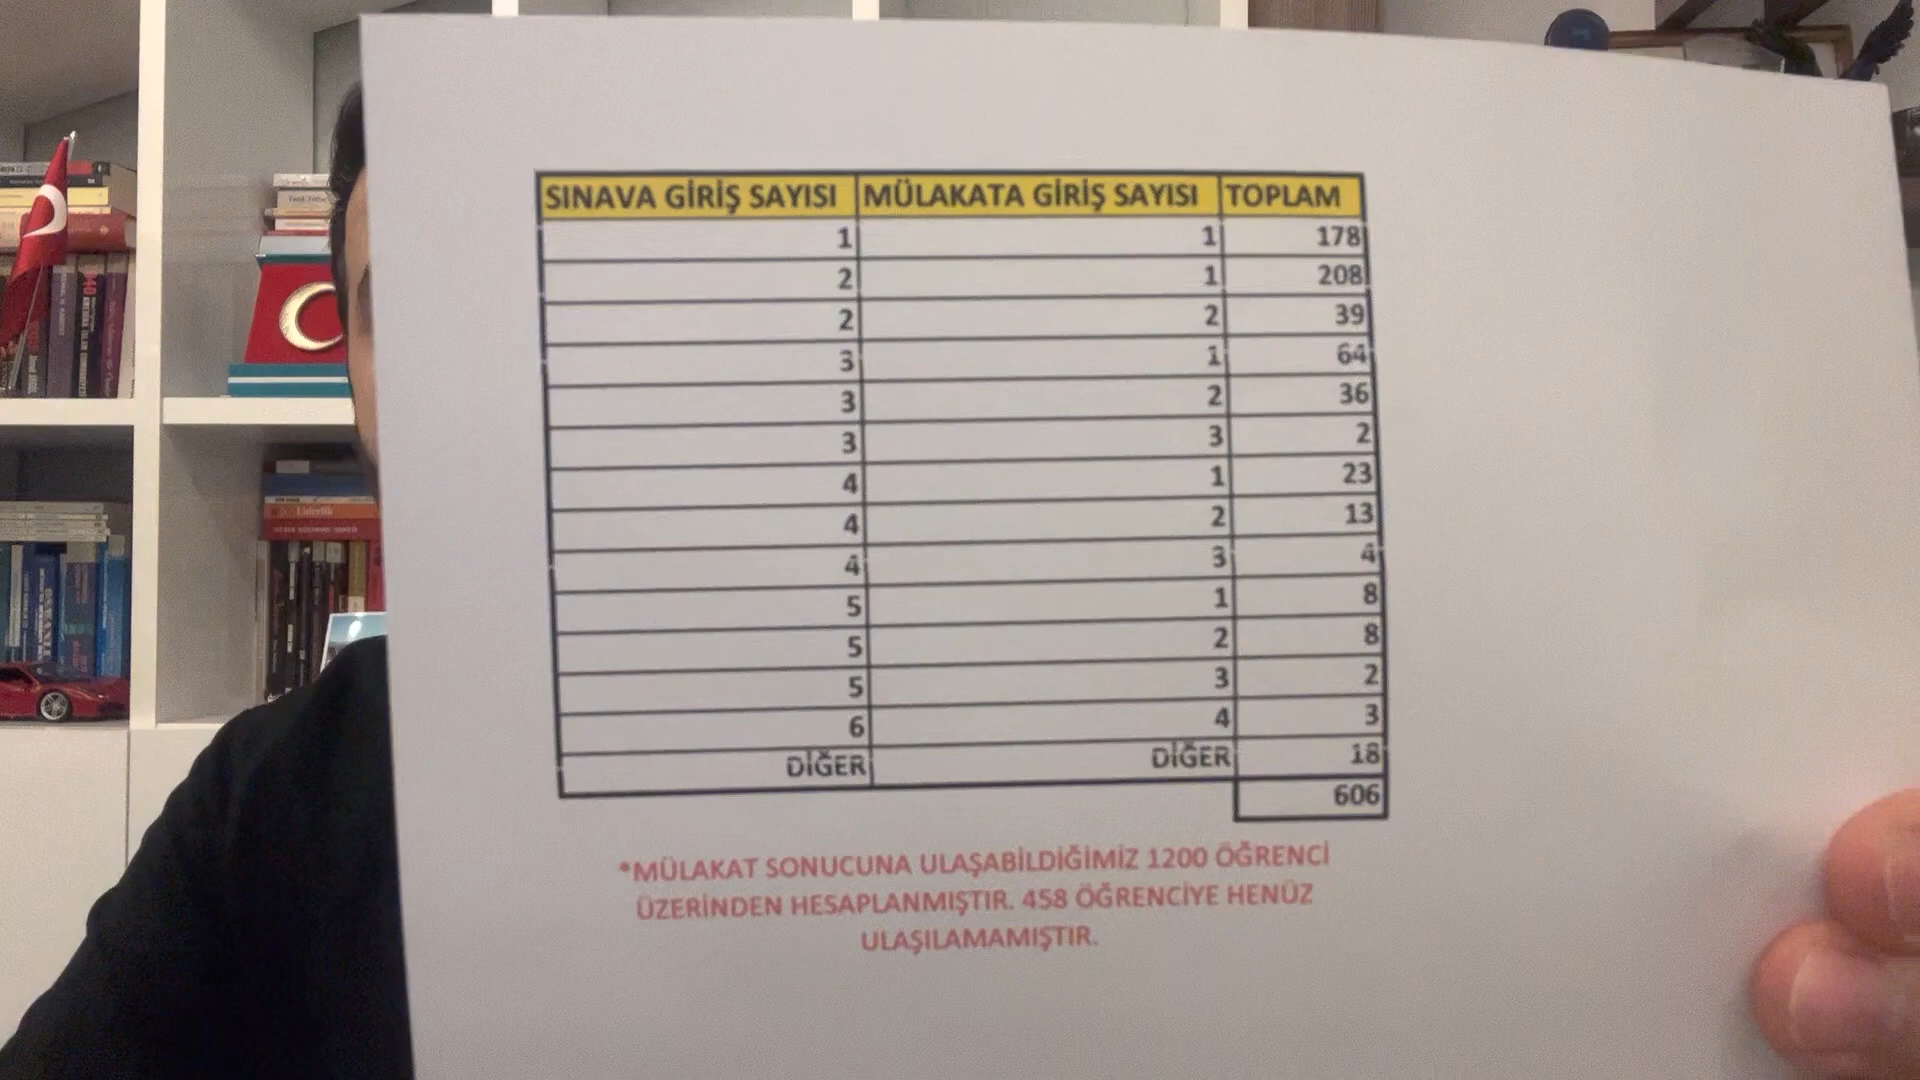 SINAVA GİRİŞ SAYISI MÜLAKATA GİRİŞ SAYISI TOPLAM
1 1 178
2 1 208
2 2 39
3 1 64
3 2 36
3 3 2
4 1 23
4 2 13
4 3 4
5 1 8
5 2 8
5 3 2
6 4 3
DİĞER DİĞER 18
606
*MÜLAKAT SONUCUNA ULAŞABİLDİĞİMİZ 1200 ÖĞRENCİ
ÜZERİNDEN HESAPLANMIŞTIR. 458 ÖĞRENCİYE HENÜZ
ULAŞILAMAMIŞTIR.
Liderlik